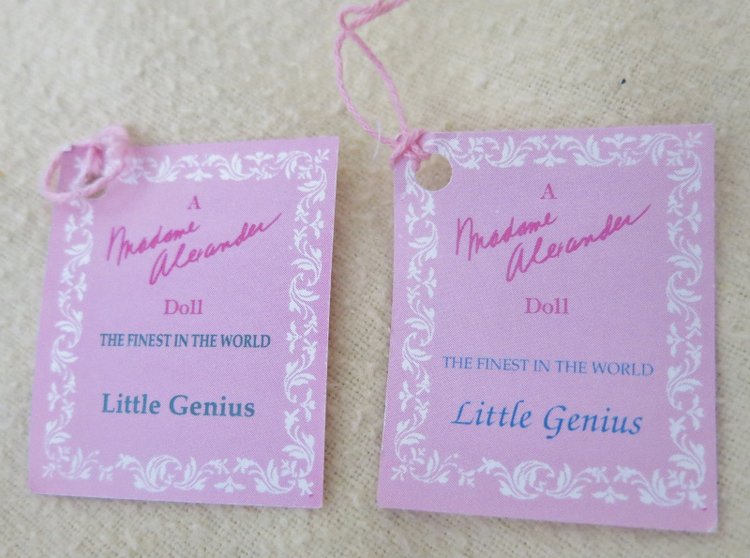 A
Madame
Alexander
Doll
THE FINEST IN THE WORLD
Little Genius
A
Madame
Alexander
Doll
THE FINEST IN THE WORLD
Little Genius